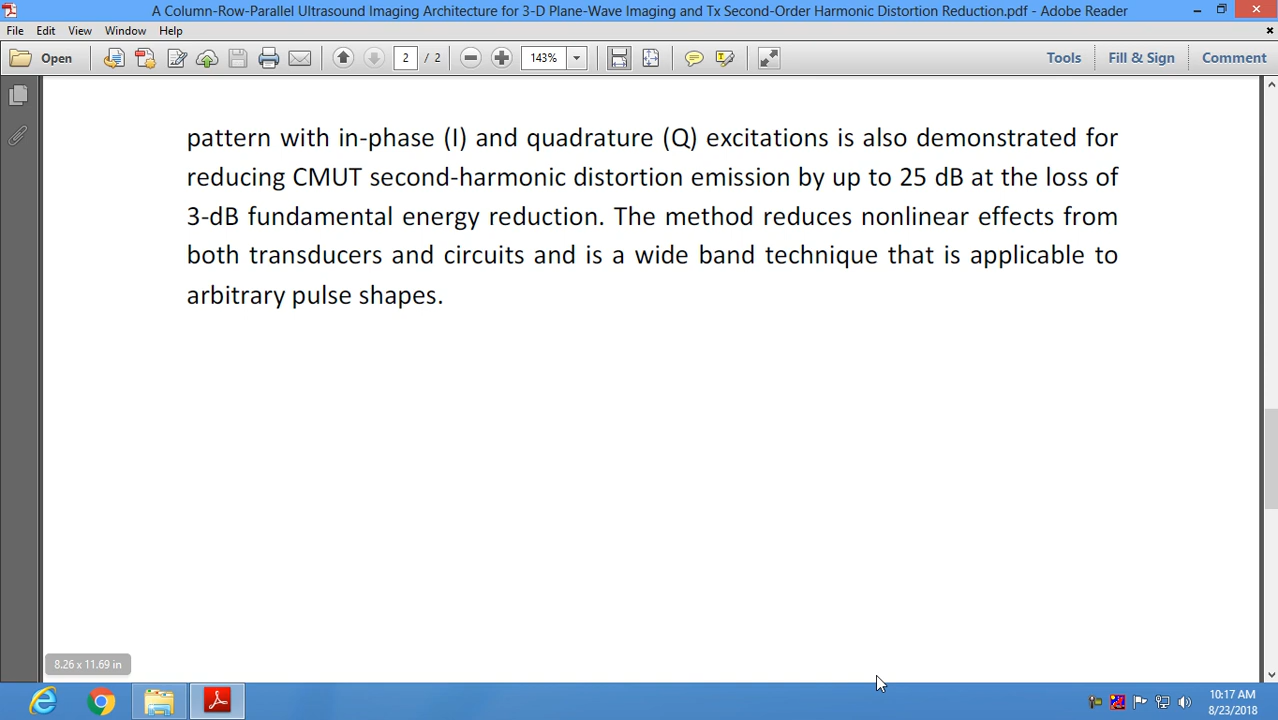 A Column-Row-Parallel Ultrasound Imaging Architecture for 3-D Plane-Wave Imaging and Tx Second-Order Harmonic Distortion Reduction.pdf - Adobe Reader
File Edit View Window Help
Open 2 / 2 143% Tools Fill & Sign Comment
pattern with in-phase (I) and quadrature (Q) excitations is also demonstrated for
reducing CMUT second-harmonic distortion emission by up to 25 dB at the loss of
3-dB fundamental energy reduction. The method reduces nonlinear effects from
both transducers and circuits and is a wide band technique that is applicable to
arbitrary pulse shapes.
8.26 x 11.69 in
10:17 AM
8/23/2018